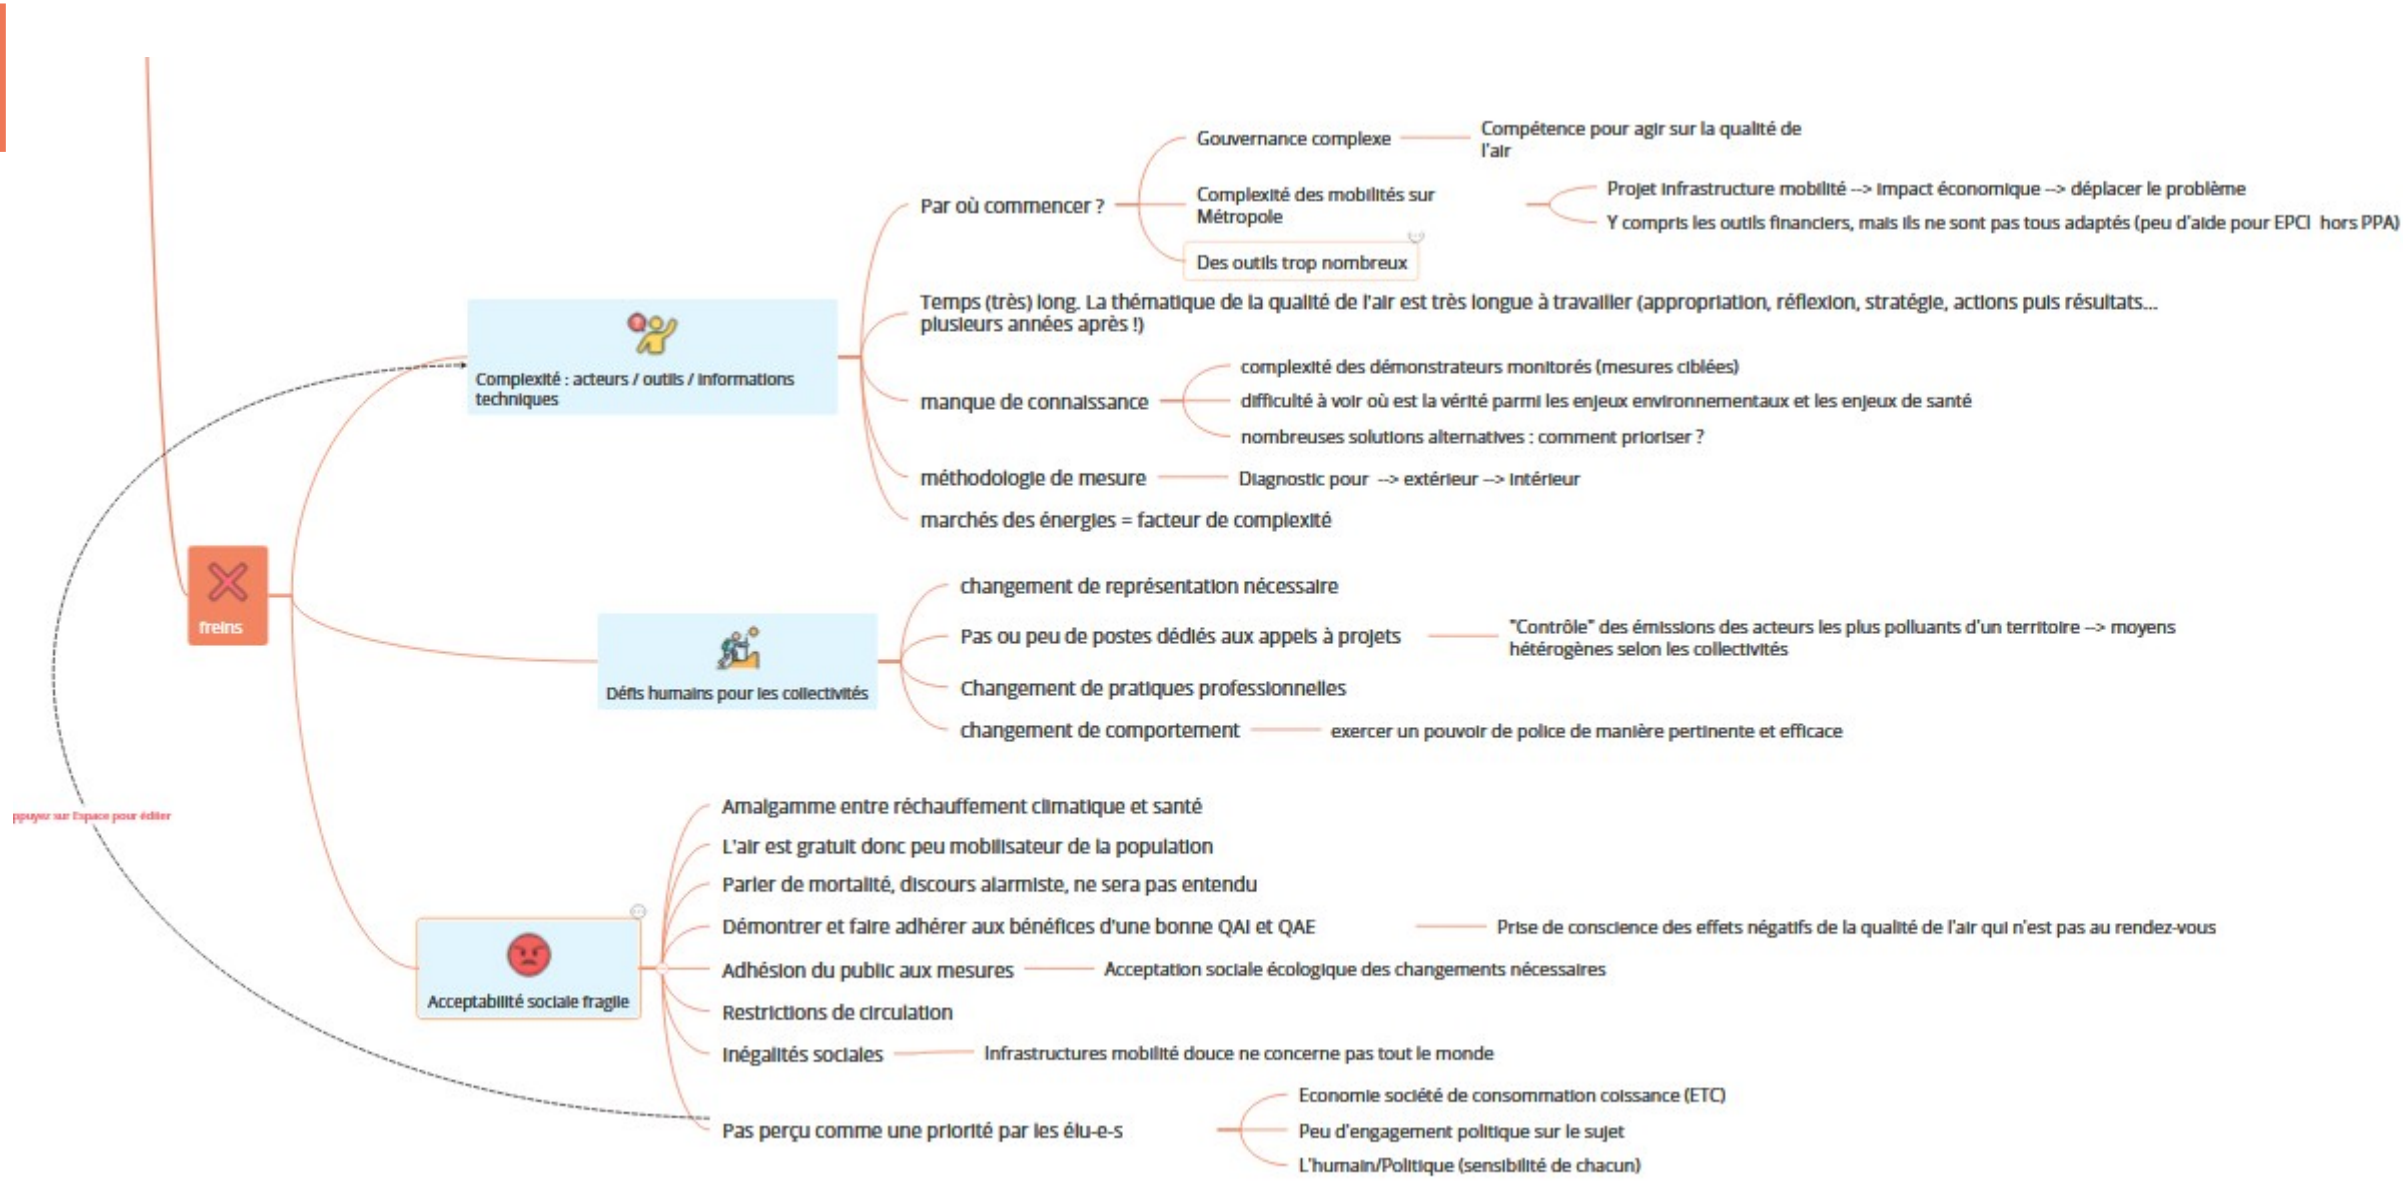 Gouvernance complexe
Compétence pour agir sur la qualité de
l'air
Par où commencer ?
Complexité des mobilités sur
Métropole
Projet infrastructure mobilité --> impact économique --> déplacer le problème
Y compris les outils financiers, mais ils ne sont pas tous adaptés (peu d'aide pour EPCI hors PPA)
Des outils trop nombreux
Complexité : acteurs / outils / informations
techniques
Temps (très) long. La thématique de la qualité de l'air est très longue à travailler (appropriation, réflexion, stratégie, actions puis résultats...
plusieurs années après !)
manque de connaissance
complexité des démonstrateurs monitorés (mesures ciblées)
difficulté à voir où est la vérité parmi les enjeux environnementaux et les enjeux de santé
nombreuses solutions alternatives : comment prioriser ?
méthodologie de mesure
Diagnostic pour --> extérieur --> intérieur
marchés des énergies = facteur de complexité
freins
Défis humains pour les collectivités
changement de représentation nécessaire
Pas ou peu de postes dédiés aux appels à projets
"Contrôle" des émissions des acteurs les plus polluants d'un territoire --> moyens
hétérogènes selon les collectivités
Changement de pratiques professionnelles
changement de comportement
exercer un pouvoir de police de manière pertinente et efficace
ppuyez sur Espace pour éditer
Acceptabilité sociale fragile
Amalgamme entre réchauffement climatique et santé
L'air est gratuit donc peu mobilisateur de la population
Parler de mortalité, discours alarmiste, ne sera pas entendu
Démontrer et faire adhérer aux bénéfices d'une bonne QAI et QAE
Prise de conscience des effets négatifs de la qualité de l'air qui n'est pas au rendez-vous
Adhésion du public aux mesures
Acceptation sociale écologique des changements nécessaires
Restrictions de circulation
Inégalités sociales
Infrastructures mobilité douce ne concerne pas tout le monde
Pas perçu comme une priorité par les élu-e-s
Economie société de consommation coissance (ETC)
Peu d'engagement politique sur le sujet
L'humain/Politique (sensibilité de chacun)